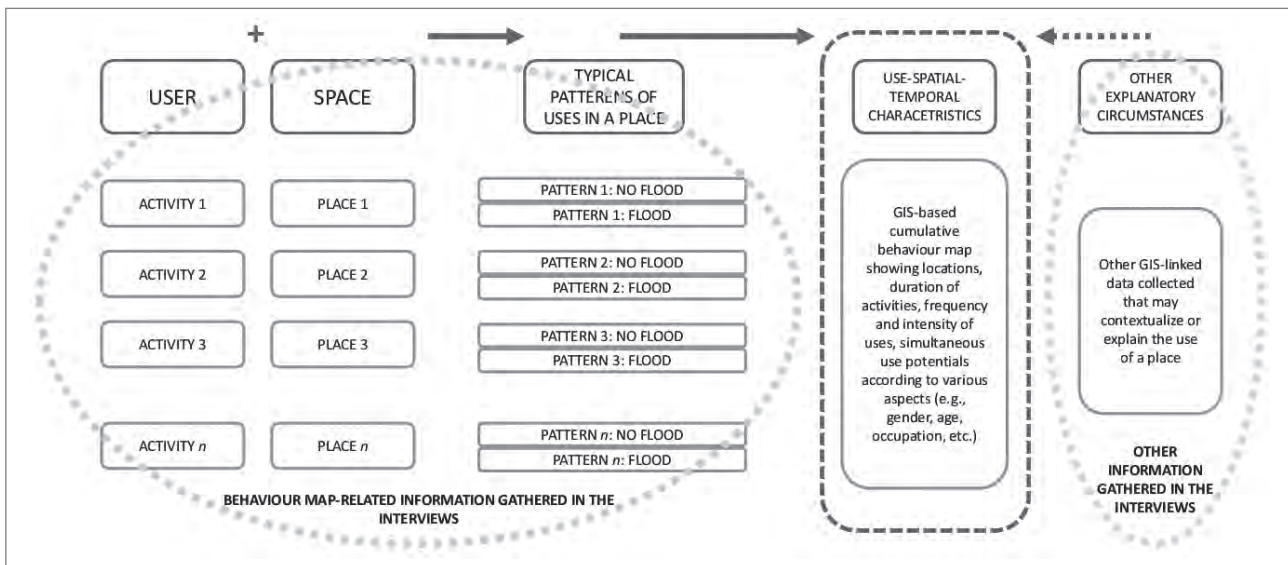 +
USER
SPACE
TYPICAL
PATTERENS OF
USES IN A PLACE
USE-SPATIAL-
TEMPORAL
CHARACETRISTICS
OTHER
EXPLANATORY
CIRCUMSTANCES
ACTIVITY 1
PLACE 1
PATTERN 1: NO FLOOD
PATTERN 1: FLOOD
ACTIVITY 2
PLACE 2
PATTERN 2: NO FLOOD
PATTERN 2: FLOOD
ACTIVITY 3
PLACE 3
PATTERN 3: NO FLOOD
PATTERN 3: FLOOD
ACTIVITY n
PLACE n
PATTERN n: NO FLOOD
PATTERN n: FLOOD
BEHAVIOUR MAP-RELATED INFORMATION GATHERED IN THE
INTERVIEWS
GIS-based
cumulative
behaviour map
showing locations,
duration of
activities, frequency
and intensity of
uses, simultaneous
use potentials
according to various
aspects (e.g.,
gender, age,
occupation, etc.)
Other GIS-linked
data collected
that may
contextualize or
explain the use
of a place
OTHER
INFORMATION
GATHERED IN THE
INTERVIEWS